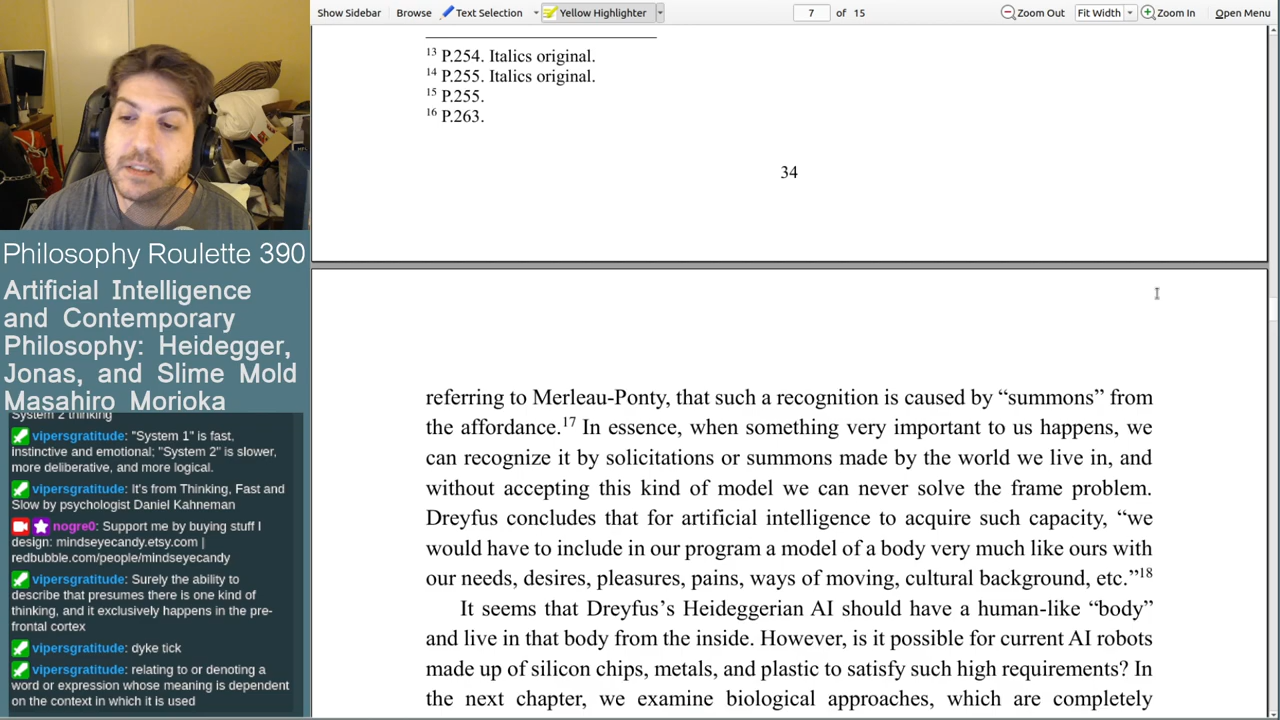 Show Sidebar Browse Text Selection Yellow Highlighter 7 of 15 Zoom Out Fit Width Zoom In Open Menu
13 P.254. Italics original.
14 P.255. Italics original.
15 P.255.
16 P.263.
34
referring to Merleau-Ponty, that such a recognition is caused by “summons” from
the affordance.17 In essence, when something very important to us happens, we
can recognize it by solicitations or summons made by the world we live in, and
without accepting this kind of model we can never solve the frame problem.
Dreyfus concludes that for artificial intelligence to acquire such capacity, “we
would have to include in our program a model of a body very much like ours with
our needs, desires, pleasures, pains, ways of moving, cultural background, etc.”18
It seems that Dreyfus’s Heideggerian AI should have a human-like “body”
and live in that body from the inside. However, is it possible for current AI robots
made up of silicon chips, metals, and plastic to satisfy such high requirements? In
the next chapter, we examine biological approaches, which are completely
Philosophy Roulette 390
Artificial Intelligence
and Contemporary
Philosophy: Heidegger,
Jonas, and Slime Mold
Masahiro Morioka
System 2 thinking
vipersgratitude: "System 1" is fast,
instinctive and emotional; "System 2" is slower,
more deliberative, and more logical.
vipersgratitude: It's from Thinking, Fast and
Slow by psychologist Daniel Kahneman
nogre0: Support me by buying stuff I
design: mindseyecandy.etsy.com |
redbubble.com/people/mindseyecandy
vipersgratitude: Surely the ability to
describe that presumes there is one kind of
thinking, and it exclusively happens in the pre-
frontal cortex
vipersgratitude: dyke tick
vipersgratitude: relating to or denoting a
word or expression whose meaning is dependent
on the context in which it is used